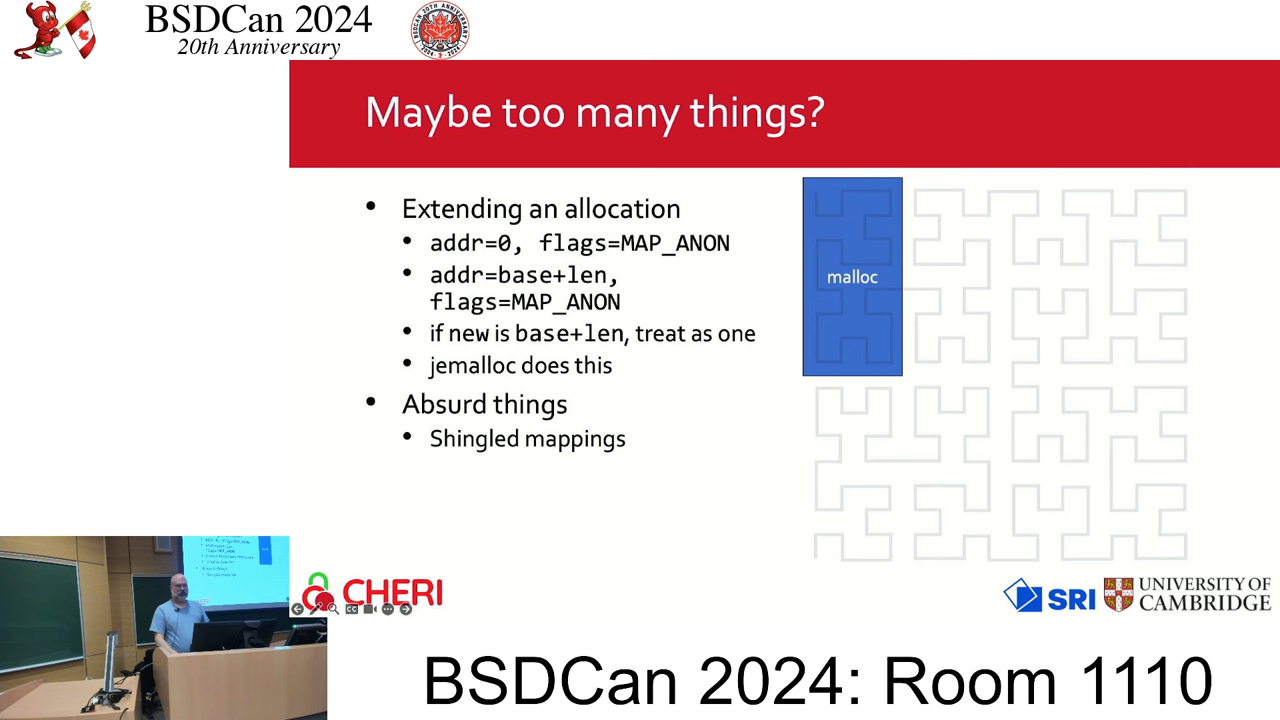 BSDCan 2024
20th Anniversary
Maybe too many things?
• Extending an allocation
• addr=0, flags=MAP_ANON
• addr=base+len,
flags=MAP_ANON
• if new is base+len, treat as one
• jemalloc does this
• Absurd things
• Shingled mappings
malloc
CHERI
SRI
UNIVERSITY OF
CAMBRIDGE
BSDCan 2024: Room 1110